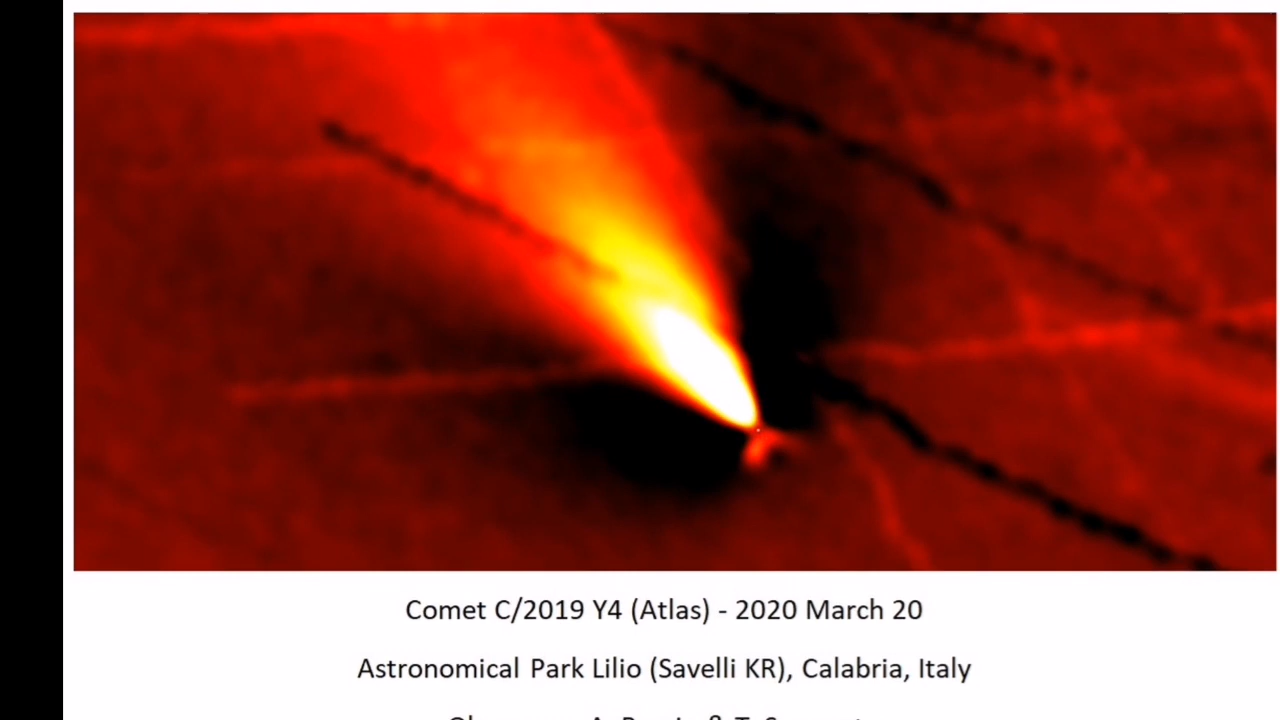 Comet C/2019 Y4 (Atlas) - 2020 March 20
Astronomical Park Lilio (Savelli KR), Calabria, Italy